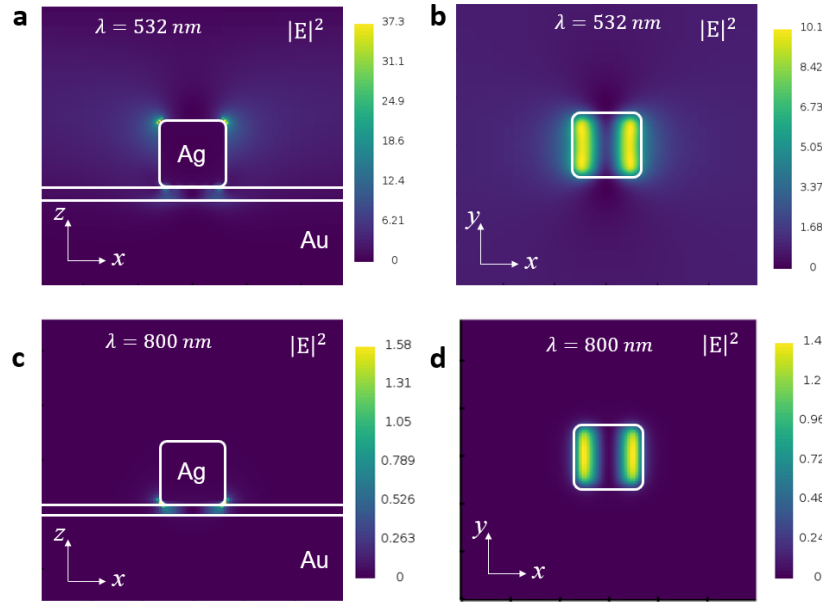 a
λ = 532 nm
|E|²
Ag
Au
z
x
37.3
31.1
24.9
18.6
12.4
6.21
0
b
λ = 532 nm
|E|²
y
x
10.1
8.42
6.73
5.05
3.37
1.68
0
c
λ = 800 nm
|E|²
Ag
Au
z
x
1.58
1.31
1.05
0.789
0.526
0.263
0
d
λ = 800 nm
|E|²
y
x
1.4
1.2
0.96
0.72
0.48
0.24
0